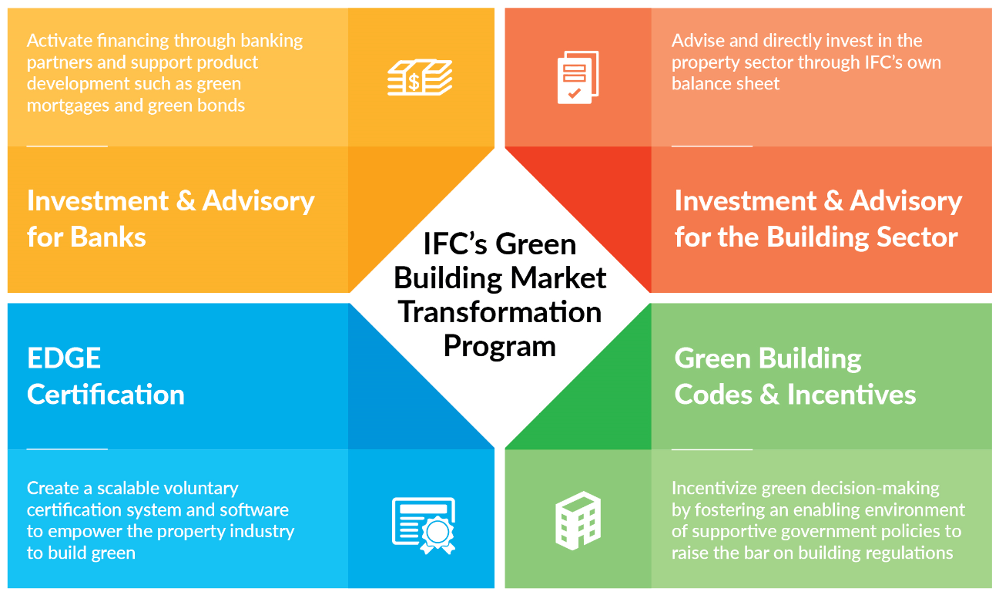 Activate financing through banking
partners and support product
development such as green
mortgages and green bonds
$
Investment & Advisory
for Banks
Advise and directly invest in the
property sector through IFC’s own
balance sheet
Investment & Advisory
for the Building Sector
IFC’s Green
Building Market
Transformation
Program
EDGE
Certification
Create a scalable voluntary
certification system and software
to empower the property industry
to build green
Green Building
Codes & Incentives
Incentivize green decision-making
by fostering an enabling environment
of supportive government policies to
raise the bar on building regulations